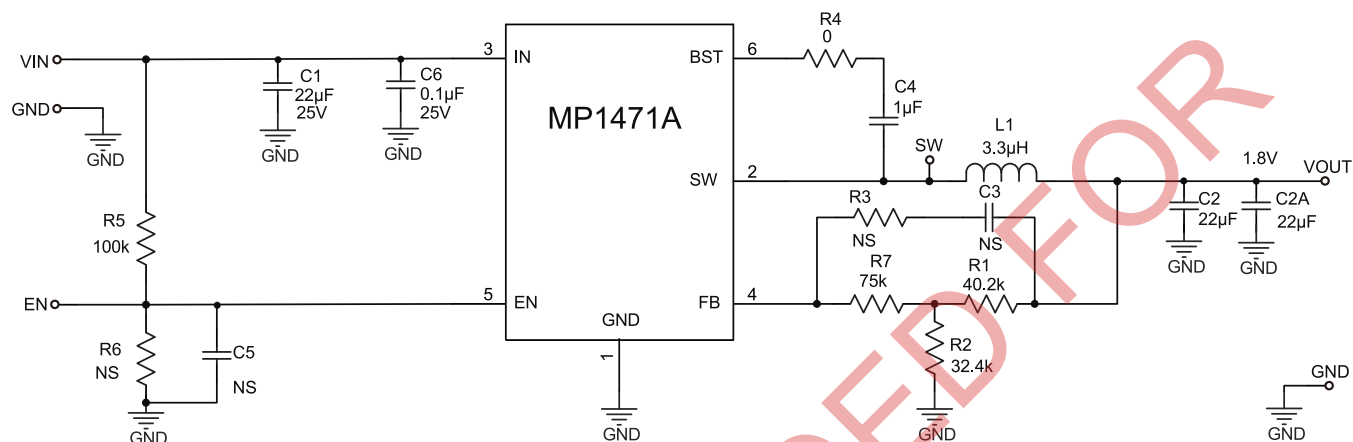 R4
0
VIN
3
IN
BST
6
C1
22µF
25V
C6
0.1µF
25V
C4
1µF
GND
GND
GND
GND
MP1471A
SW
L1
3.3µH
1.8V
VOUT
SW
2
R5
100k
R3
NS
C3
NS
C2
22µF
C2A
22µF
GND
GND
R7
75k
R1
40.2k
EN
5
EN
FB
4
GND
1
R6
NS
C5
NS
R2
32.4k
GND
GND
GND
GND
GND
ED FOR